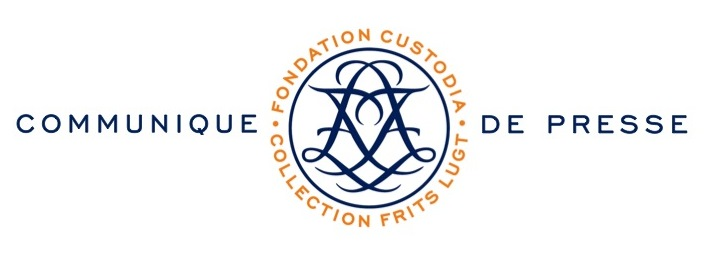 COMMUNIQUE DE PRESSE
FONDATION CUSTODIA
COLLECTION FRITS LUGT